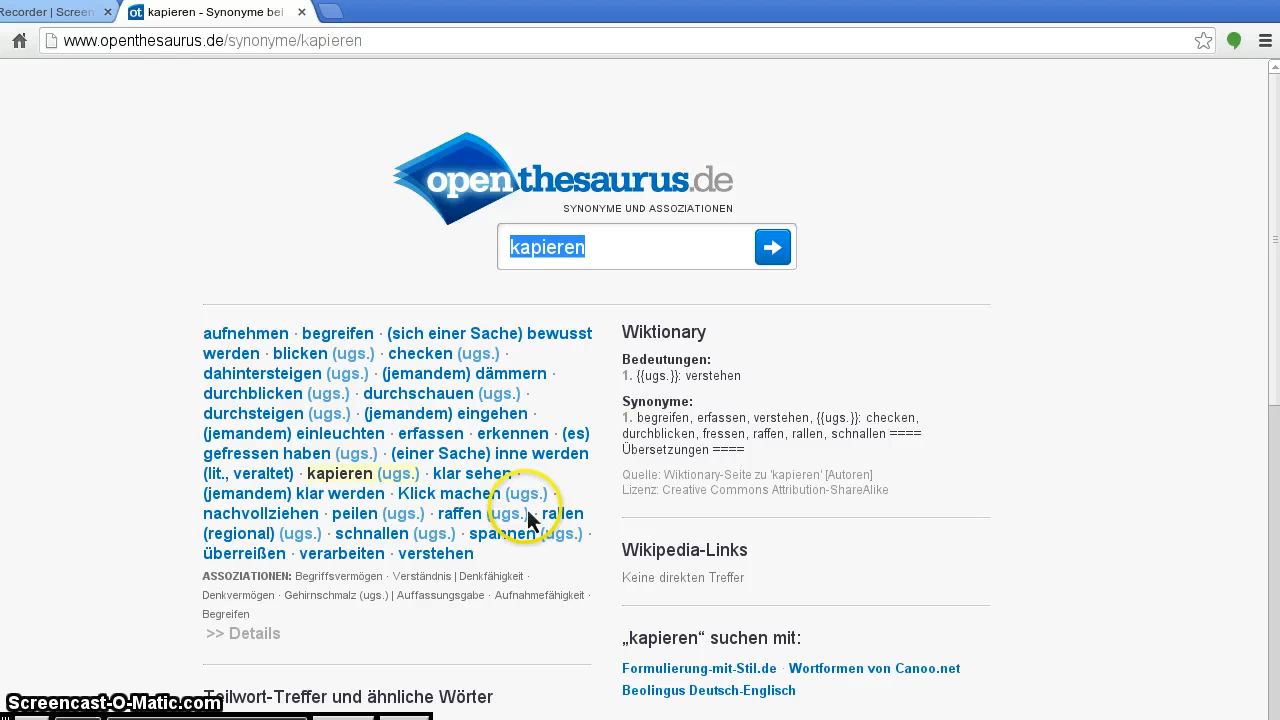 Recorder | Screen
kapieren - Synonyme bei
www.openthesaurus.de/synonyme/kapieren
openthesaurus.de
SYNONYME UND ASSOZIATIONEN
kapieren
aufnehmen · begreifen · (sich einer Sache) bewusst
werden · blicken (ugs.) · checken (ugs.) ·
dahintersteigen (ugs.) · (jemandem) dämmern ·
durchblicken (ugs.) · durchschauen (ugs.) ·
durchsteigen (ugs.) · (jemandem) eingehen ·
(jemandem) einleuchten · erfassen · erkennen · (es)
gefressen haben (ugs.) · (einer Sache) inne werden
(lit., veraltet) · kapieren (ugs.) · klar sehen ·
(jemandem) klar werden · Klick machen (ugs.) ·
nachvollziehen · peilen (ugs.) · raffen (ugs.) · rallen
(regional) (ugs.) · schnallen (ugs.) · spannen (ugs.) ·
überreißen · verarbeiten · verstehen
ASSOZIATIONEN: Begriffsvermögen · Verständnis | Denkfähigkeit ·
Denkvermögen · Gehirnschmalz (ugs.) | Auffassungsgabe · Aufnahmefähigkeit ·
Begreifen
>> Details
Teilwort-Treffer und ähnliche Wörter
Wiktionary
Bedeutungen:
1. {{ugs.}}: verstehen
Synonyme:
1. begreifen, erfassen, verstehen, {{ugs.}}: checken,
durchblicken, fressen, raffen, rallen, schnallen ====
Übersetzungen ====
Quelle: Wiktionary-Seite zu 'kapieren' [Autoren]
Lizenz: Creative Commons Attribution-ShareAlike
Wikipedia-Links
Keine direkten Treffer
„kapieren“ suchen mit:
Formulierung-mit-Stil.de · Wortformen von Canoo.net
Beolingus Deutsch-Englisch
Screencast-O-Matic.com